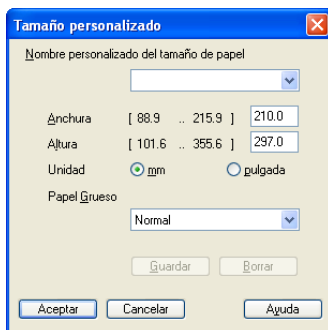 Tamaño personalizado
Nombre personalizado del tamaño de papel
Anchura [ 88.9 .. 215.9 ] 210.0
Altura [ 101.6 .. 355.6 ] 297.0
Unidad mm pulgada
Papel Grueso
Normal
Guardar Borrar
Aceptar Cancelar Ayuda